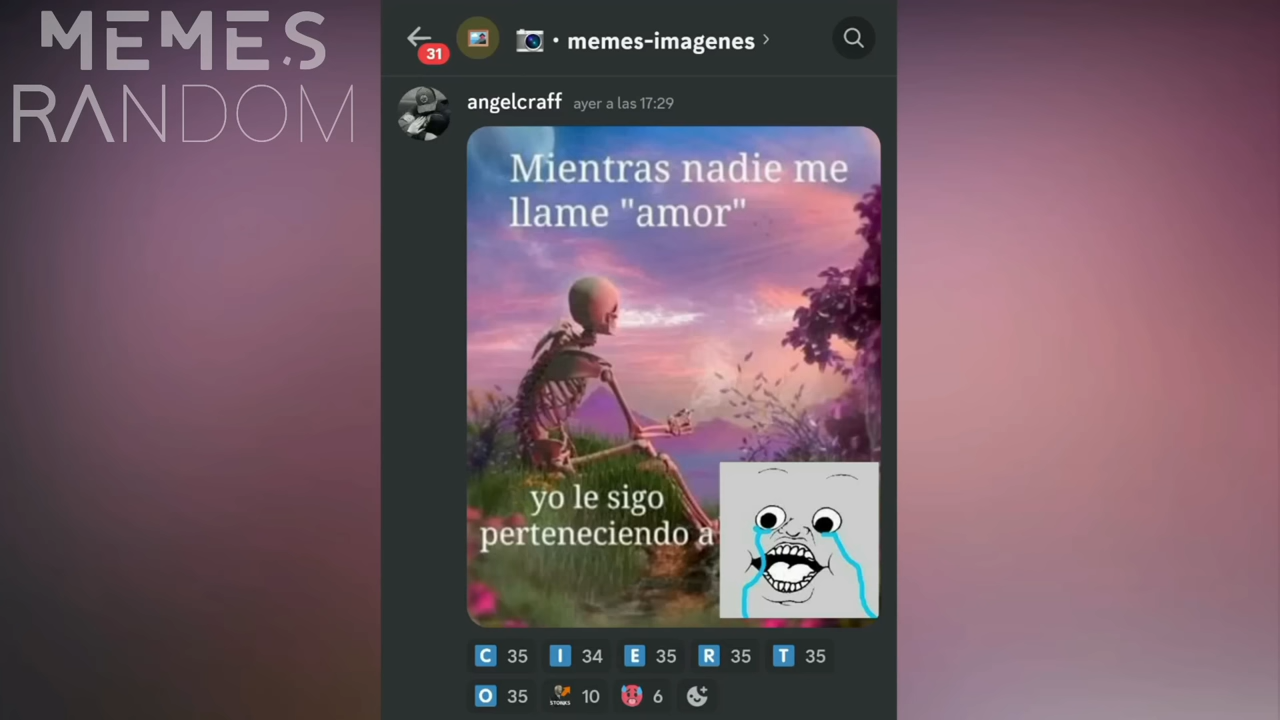 MEMES
RANDOM
31
• memes-imagenes ›
angelcraff ayer a las 17:29
Mientras nadie me
llame "amor"
yo le sigo
perteneciendo a
C 35 I 34 E 35 R 35 T 35
O 35 STONKS 10 6